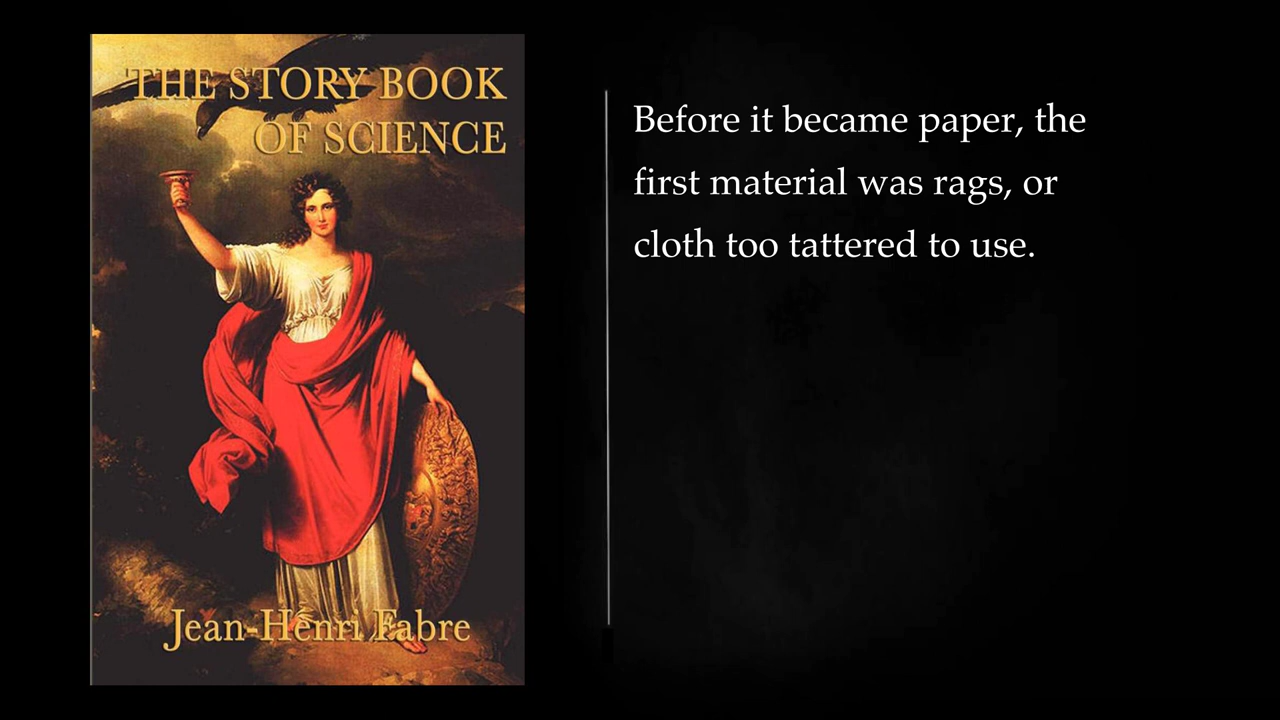 THE STORY BOOK
OF SCIENCE
Jean-Henri Fabre
Before it became paper, the
first material was rags, or
cloth too tattered to use.